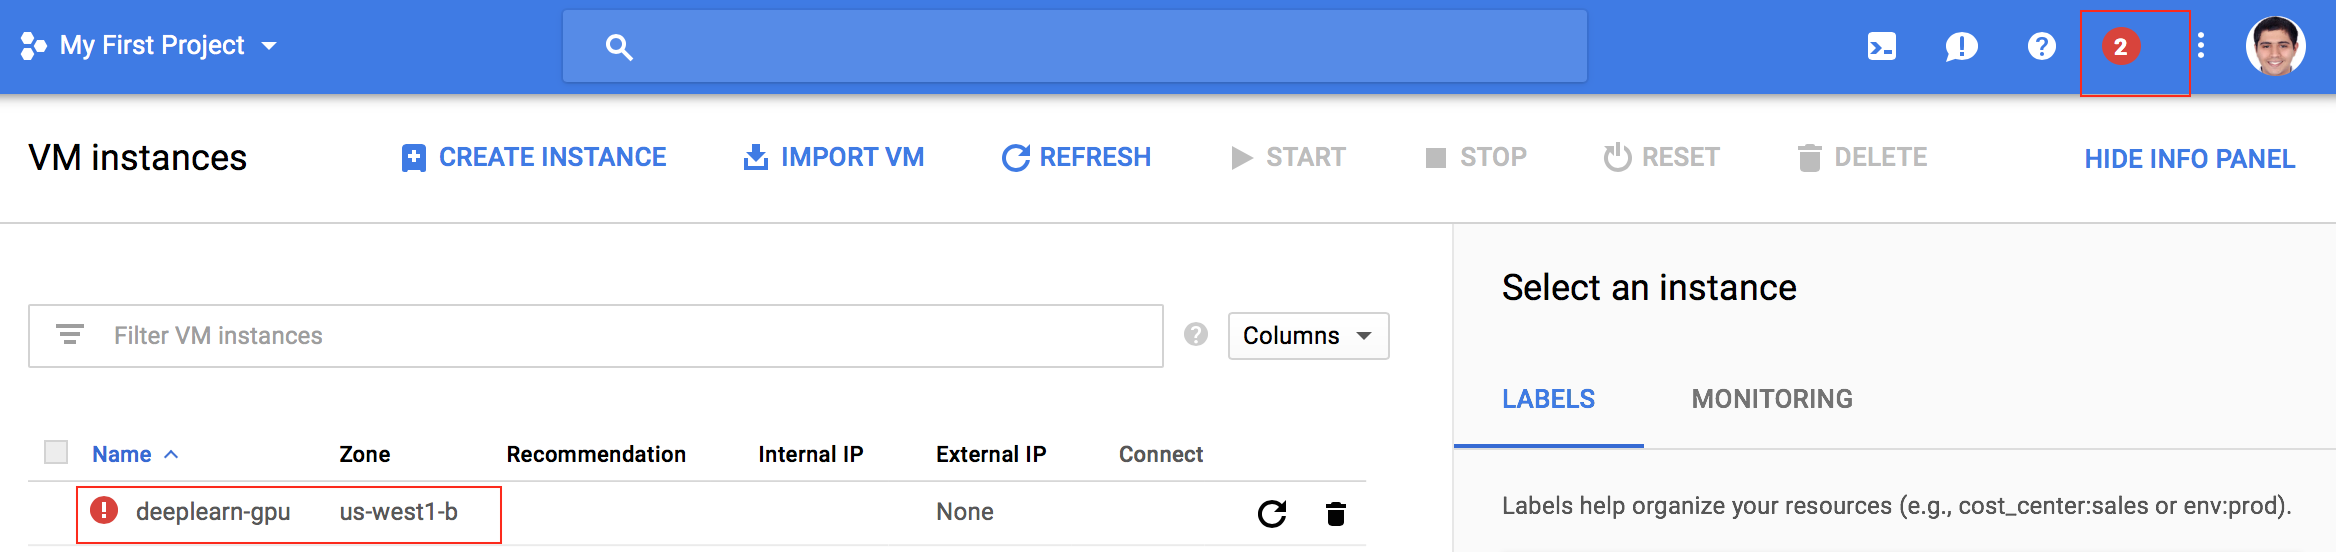 My First Project
2
VM instances
CREATE INSTANCE
IMPORT VM
REFRESH
START
STOP
RESET
DELETE
HIDE INFO PANEL
Filter VM instances
Columns
Name Zone Recommendation Internal IP External IP Connect
deeplearn-gpu us-west1-b None
Select an instance
LABELS MONITORING
Labels help organize your resources (e.g., cost_center:sales or env:prod).